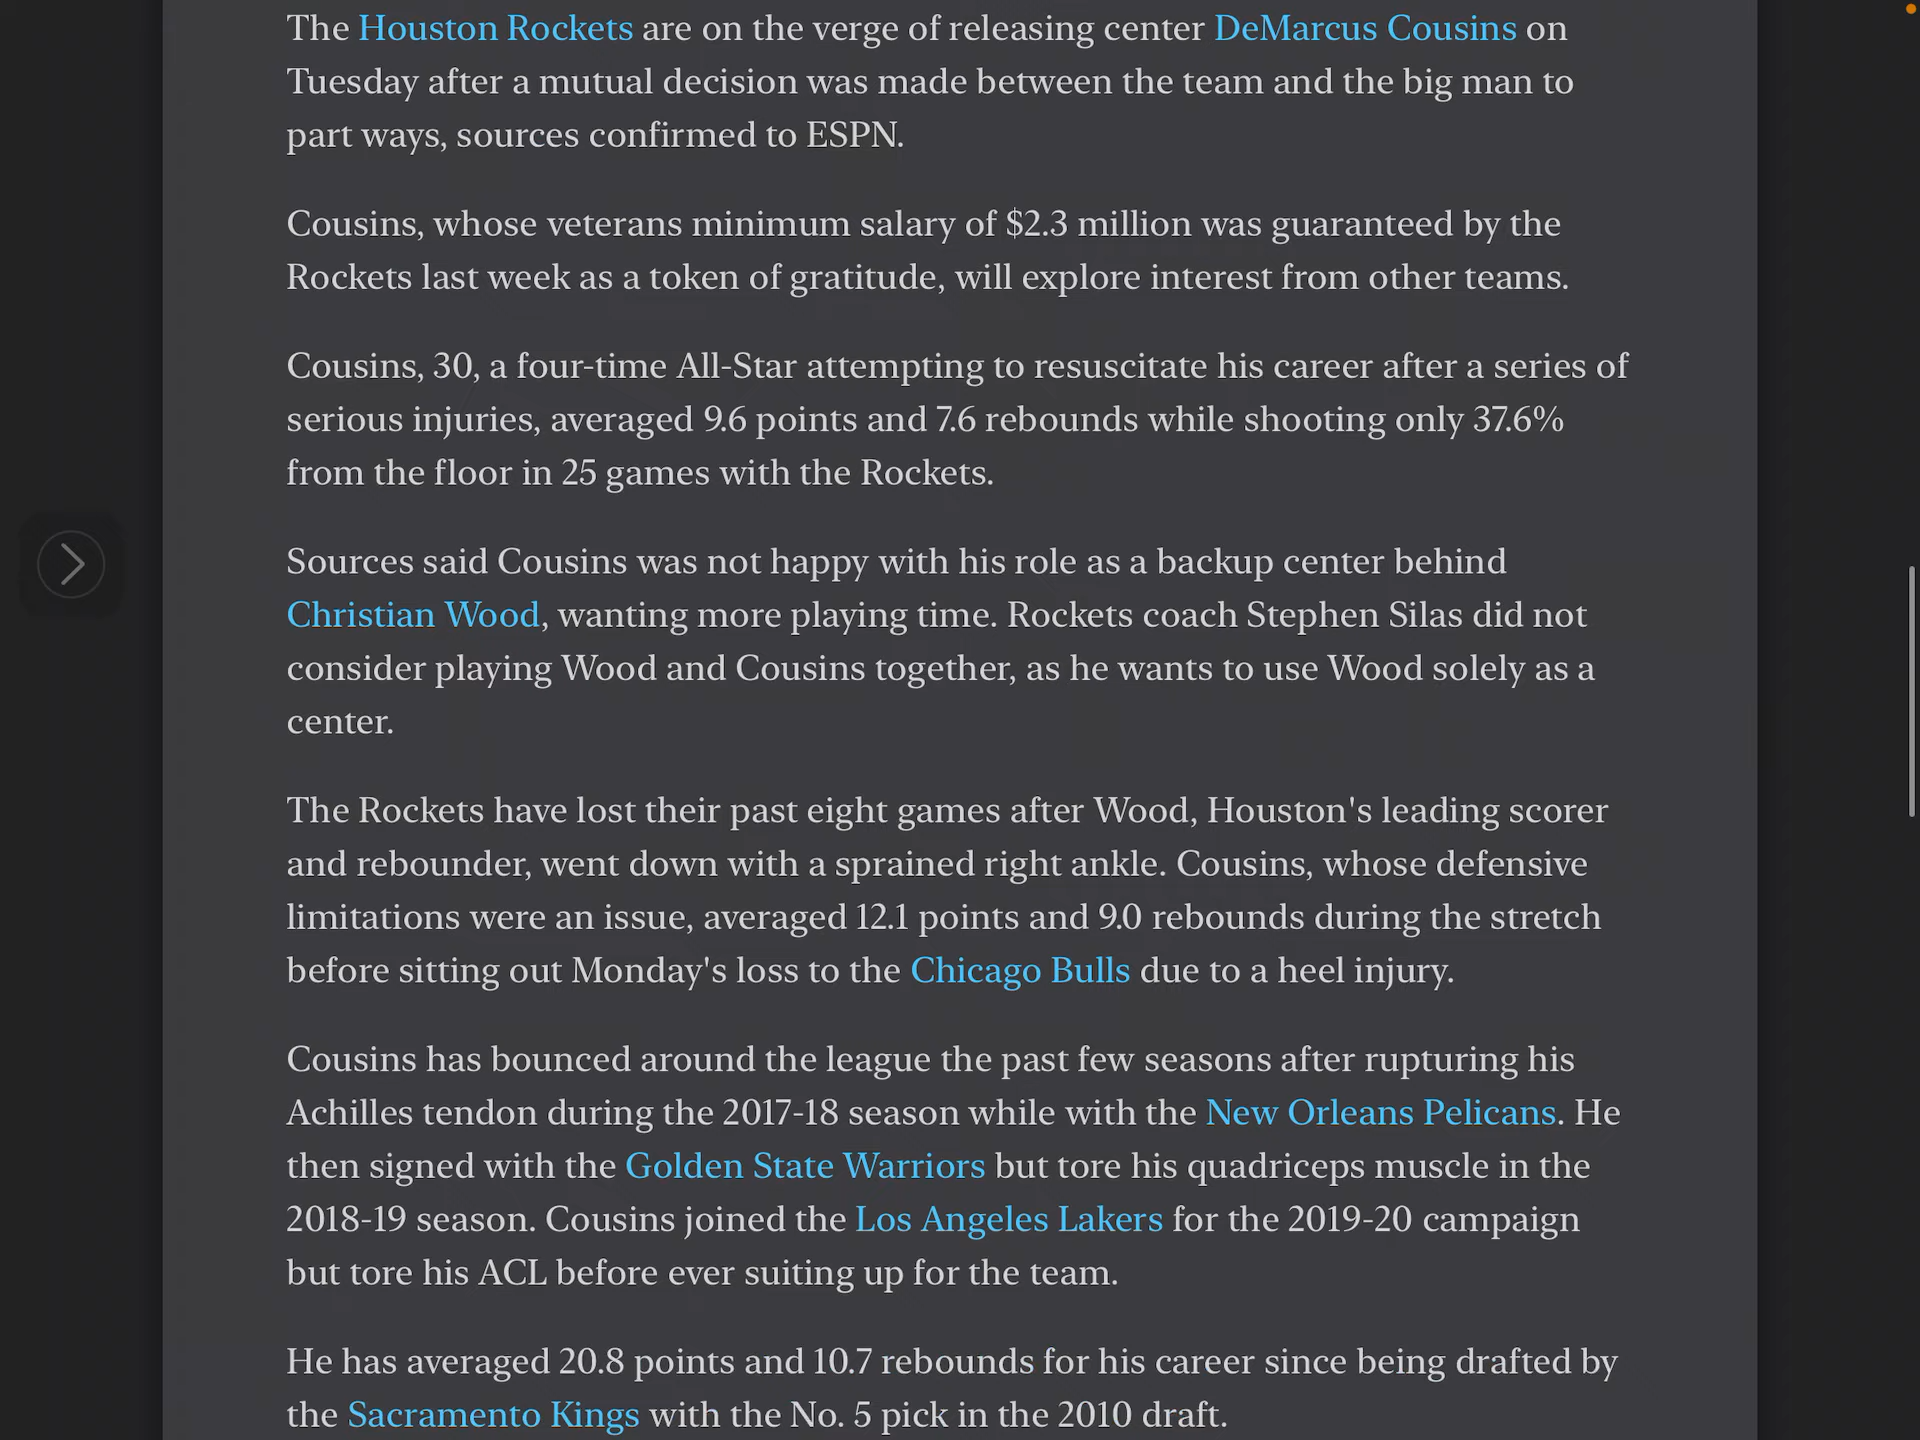 The Houston Rockets are on the verge of releasing center DeMarcus Cousins on
Tuesday after a mutual decision was made between the team and the big man to
part ways, sources confirmed to ESPN.
Cousins, whose veterans minimum salary of $2.3 million was guaranteed by the
Rockets last week as a token of gratitude, will explore interest from other teams.
Cousins, 30, a four-time All-Star attempting to resuscitate his career after a series of
serious injuries, averaged 9.6 points and 7.6 rebounds while shooting only 37.6%
from the floor in 25 games with the Rockets.
Sources said Cousins was not happy with his role as a backup center behind
Christian Wood, wanting more playing time. Rockets coach Stephen Silas did not
consider playing Wood and Cousins together, as he wants to use Wood solely as a
center.
The Rockets have lost their past eight games after Wood, Houston's leading scorer
and rebounder, went down with a sprained right ankle. Cousins, whose defensive
limitations were an issue, averaged 12.1 points and 9.0 rebounds during the stretch
before sitting out Monday's loss to the Chicago Bulls due to a heel injury.
Cousins has bounced around the league the past few seasons after rupturing his
Achilles tendon during the 2017-18 season while with the New Orleans Pelicans. He
then signed with the Golden State Warriors but tore his quadriceps muscle in the
2018-19 season. Cousins joined the Los Angeles Lakers for the 2019-20 campaign
but tore his ACL before ever suiting up for the team.
He has averaged 20.8 points and 10.7 rebounds for his career since being drafted by
the Sacramento Kings with the No. 5 pick in the 2010 draft.